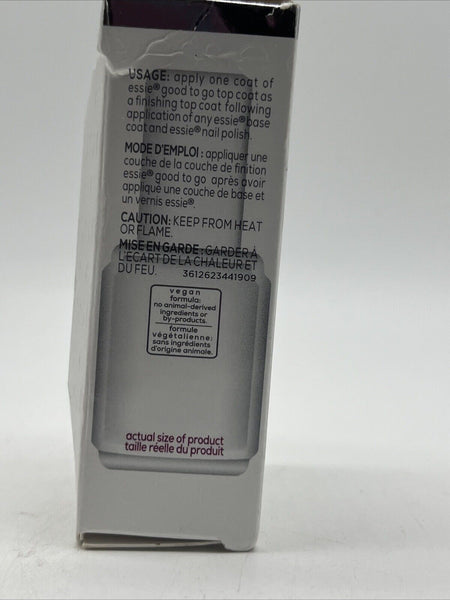 USAGE: apply one coat of
essie® good to go top coat as
a finishing top coat following
application of any essie® base
coat and essie® nail polish.
MODE D'EMPLOI : appliquer une
couche de la couche de finition
essie® good to go après avoir
appliqué une couche de base et
un vernis essie®
CAUTION: KEEP FROM HEAT
OR FLAME.
MISE EN GARDE : GARDER À
L'ÉCART DE LA CHALEUR ET
DU FEU.
3612623441909
vegan
formula:
no animal-derived
ingredients or
by-products.
formule
végétalienne:
sans ingrédients
d'origine animale.
actual size of product
taille réelle du produit